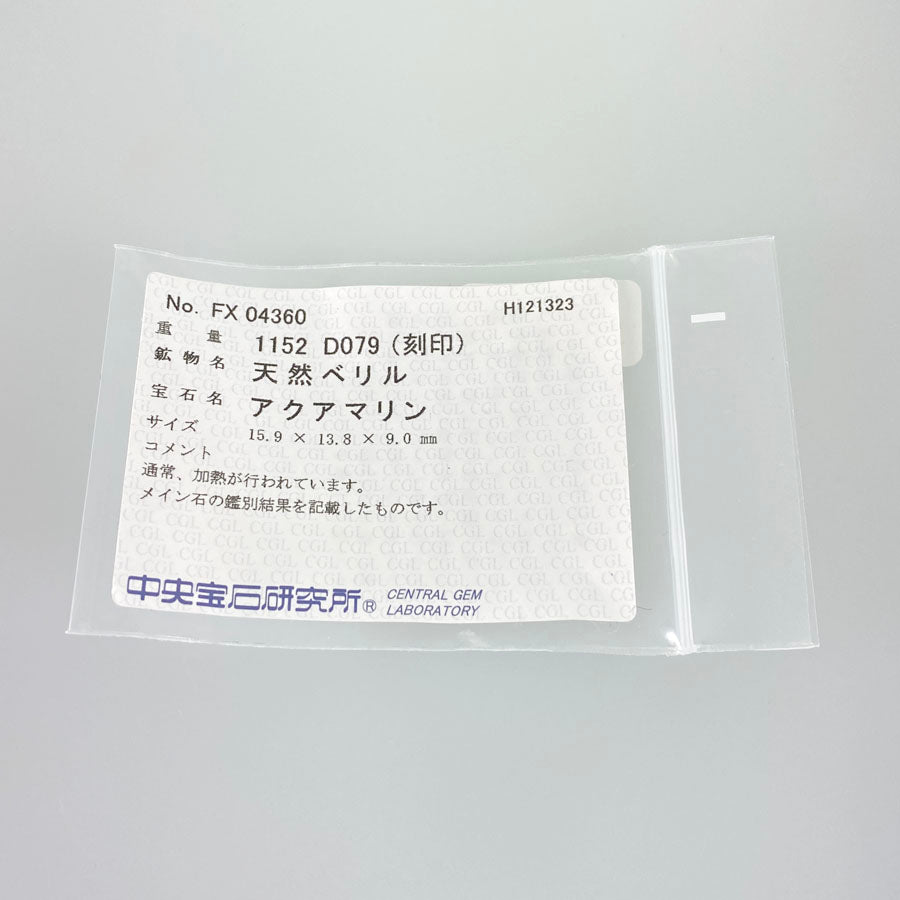 No. FX 04360 H121323
重量 1152 D079 (刻印)
鉱物名 天然ベリル
宝石名 アクアマリン
サイズ 15.9 × 13.8 × 9.0 mm
コメント
通常、加熱が行われています。
メイン石の鑑別結果を記載したものです。
中央宝石研究所® CENTRAL GEM
LABORATORY